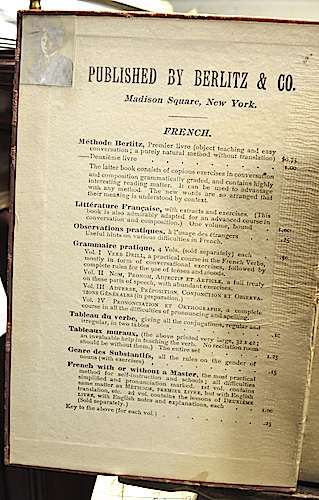 PUBLISHED BY BERLITZ & CO.
Madison Square, New York.
FRENCH.
Méthode Berlitz, Premier livre (object teaching and easy
conversation; a purely natural method without translation) $0.75
—Deuxième livre 1.00
The latter book consists of copious exercises in conversation
and composition grammatically graded, and contains highly
interesting reading matter. It can be used to advantage
with any method. The new words are so arranged that
their meaning is understood by context.
Littérature Française, with extracts and exercises. (This
book is also admirably adapted for an advanced course in
conversation and composition.) One volume, bound
Observations pratiques, à l'usage des étrangers
Useful hints on various difficulties in French.
Grammaire pratique, 4 Vols. (sold separately) each
Vol. I VERB DRILL, a practical course in French Verbs,
mostly in form of conversational exercises, followed by
complete rules for the use of tenses and moods.
Vol. II NOM, PRONOM, ADJECTIF ET ARTICLE, a full treaty
on these parts of speech, with abundant exercises.
Vol. III ADVERBE, PRÉPOSITION, CONJONCTION ET OBSERVA-
TIONS GÉNÉRALES (in preparation.)
Vol. IV PRONONCIATION ET ORTHOGRAPHE, a complete
course in all the difficulties of pronouncing and spelling.
Tableau du verbe, giving all the conjugations, regular and
irregular, in two tables
Tableaux muraux, (the above printed very large, 32 x 42;
an invaluable help in teaching the verb. No recitation room
should be without them.) The entire set
Genre des Substantifs, all the rules on the gender of
nouns (with exercises) .15
French with or without a Master, the most practical
method for self-instruction and schools; all difficulties
simplified and pronunciation marked. 1st vol. contains
same matter as MÉTHODE, PREMIER LIVRE, but with English
translation, etc. 2d vol. contains the lessons of DEUXIÈME
LIVRE, with English notes and explanations, each 1.00
(Sold separately.)
Key to the above (for each vol.) .25